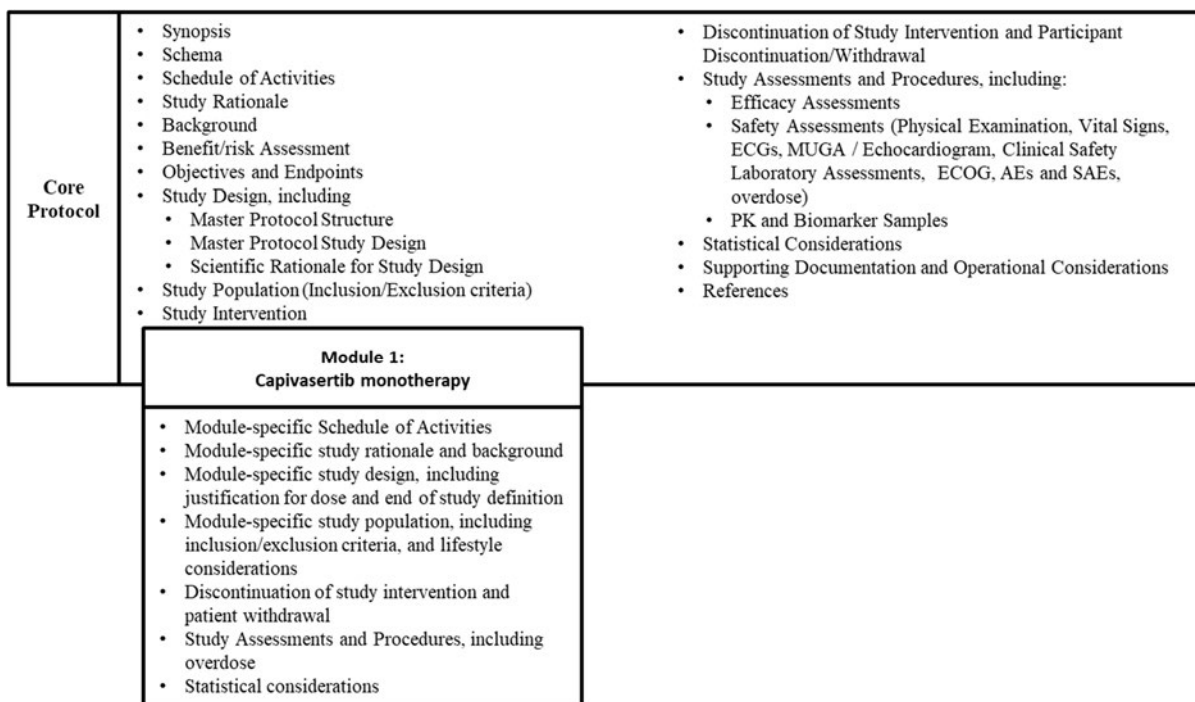 Core
Protocol
• Synopsis
• Schema
• Schedule of Activities
• Study Rationale
• Background
• Benefit/risk Assessment
• Objectives and Endpoints
• Study Design, including
• Master Protocol Structure
• Master Protocol Study Design
• Scientific Rationale for Study Design
• Study Population (Inclusion/Exclusion criteria)
• Study Intervention
• Discontinuation of Study Intervention and Participant
Discontinuation/Withdrawal
• Study Assessments and Procedures, including:
• Efficacy Assessments
• Safety Assessments (Physical Examination, Vital Signs,
ECGs, MUGA / Echocardiogram, Clinical Safety
Laboratory Assessments, ECOG, AEs and SAEs,
overdose)
• PK and Biomarker Samples
• Statistical Considerations
• Supporting Documentation and Operational Considerations
• References
Module 1:
Capivasertib monotherapy
• Module-specific Schedule of Activities
• Module-specific study rationale and background
• Module-specific study design, including
justification for dose and end of study definition
• Module-specific study population, including
inclusion/exclusion criteria, and lifestyle
considerations
• Discontinuation of study intervention and
patient withdrawal
• Study Assessments and Procedures, including
overdose
• Statistical considerations